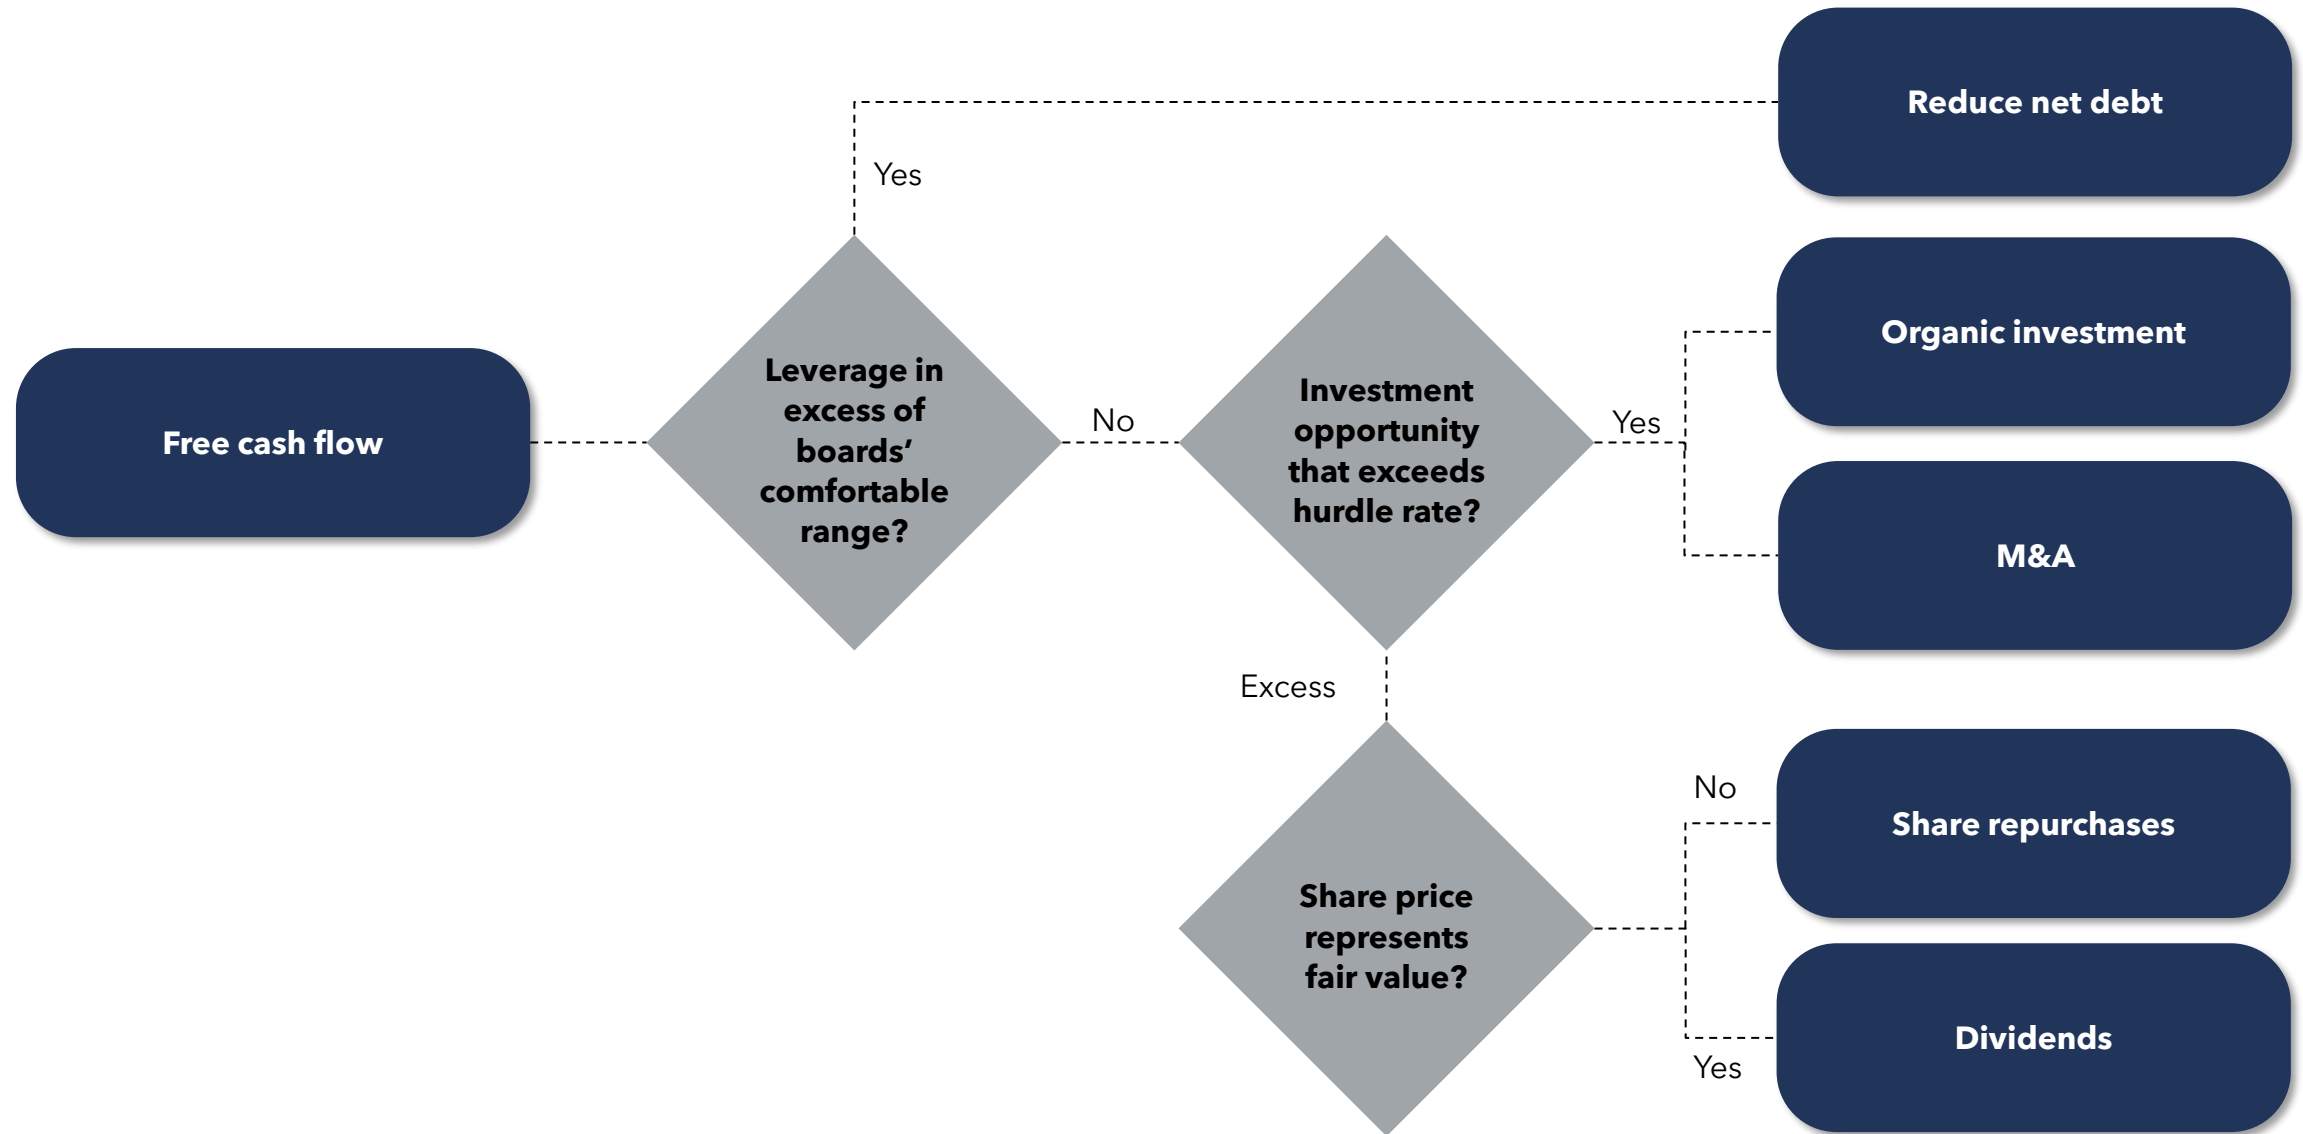 Reduce net debt
Yes
Organic investment
Free cash flow
Leverage in
excess of
boards’
comfortable
range?
No
Investment
opportunity
that exceeds
hurdle rate?
Yes
M&A
Excess
Share price
represents
fair value?
No
Share repurchases
Yes
Dividends